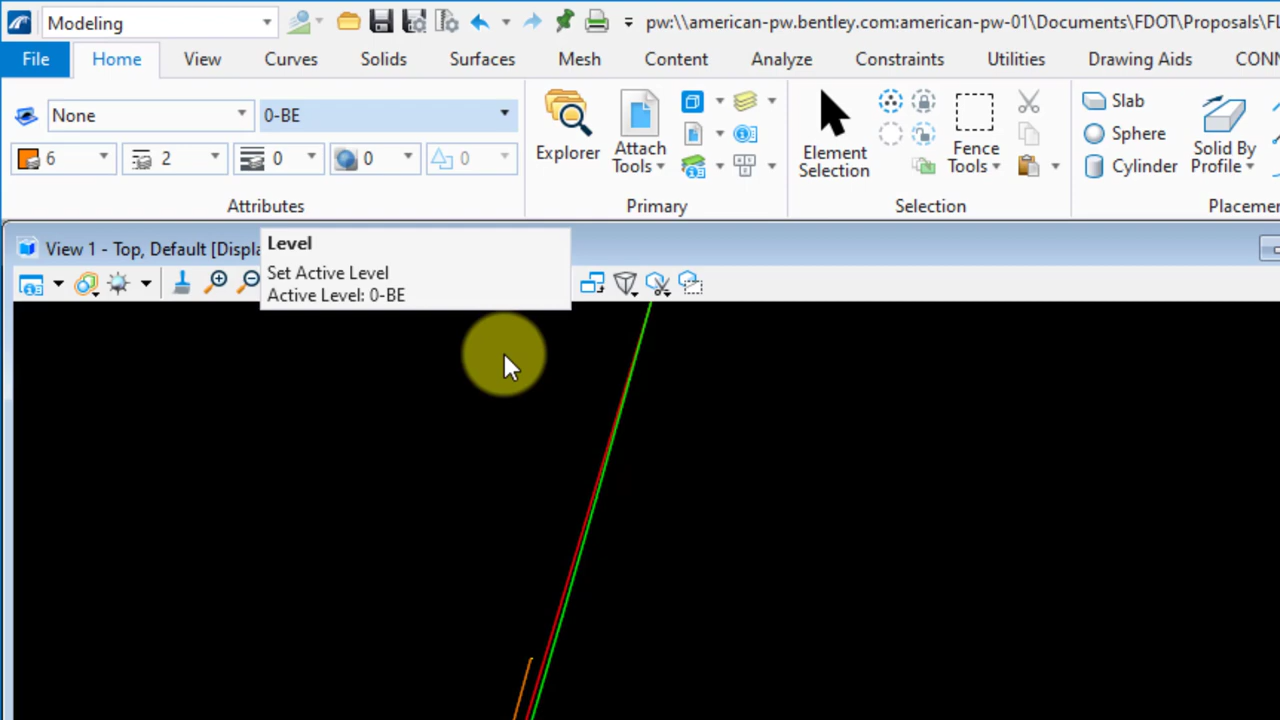 Modeling
pw:\\american-pw.bentley.com:american-pw-01\Documents\FDOT\Proposals\Fl
File Home View Curves Solids Surfaces Mesh Content Analyze Constraints Utilities Drawing Aids CONN
None 0-BE
6 2 0 0 0
Attributes
Explorer
Attach
Tools
Primary
Element
Selection
Fence
Tools
Selection
Slab
Sphere
Cylinder
Solid By
Profile
Placemen
View 1 - Top, Default [Displa
Level
Set Active Level
Active Level: 0-BE